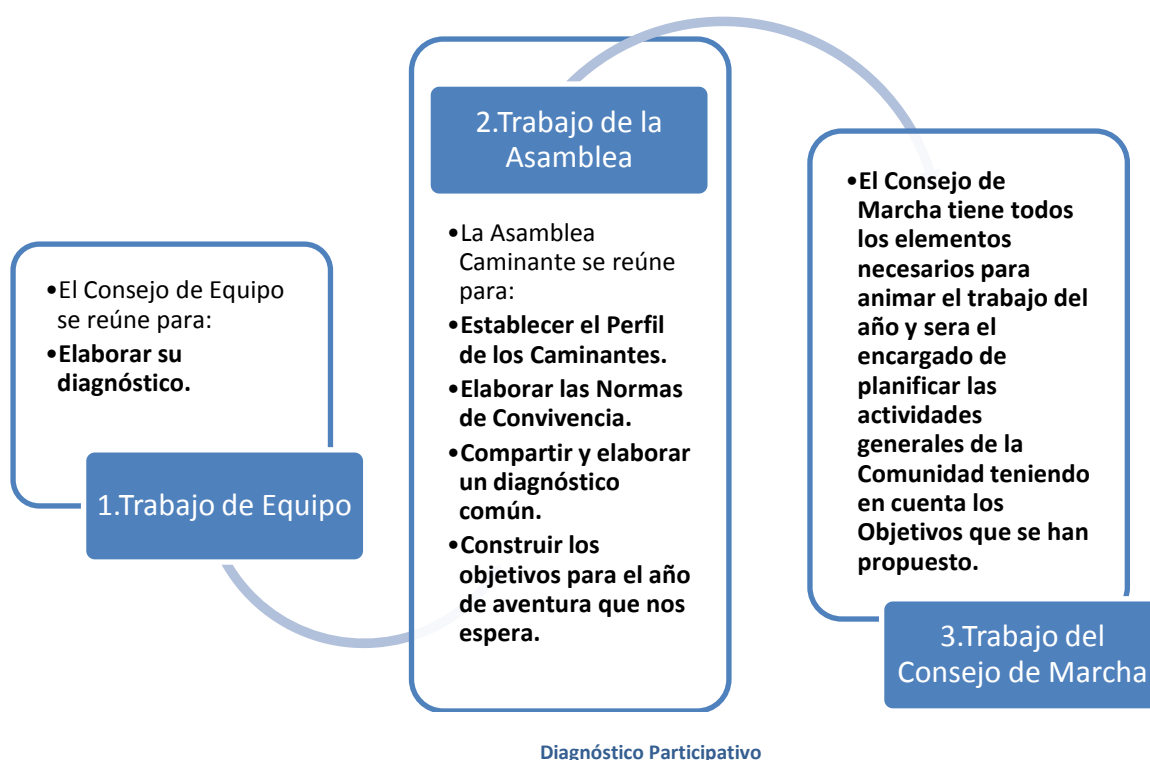 •El Consejo de Equipo
se reúne para:
•Elaborar su
diagnóstico.
1.Trabajo de Equipo
2.Trabajo de la
Asamblea
•La Asamblea
Caminante se reúne
para:
•Establecer el Perfil
de los Caminantes.
•Elaborar las Normas
de Convivencia.
•Compartir y elaborar
un diagnóstico
común.
•Construir los
objetivos para el año
de aventura que nos
espera.
•El Consejo de
Marcha tiene todos
los elementos
necesarios para
animar el trabajo del
año y sera el
encargado de
planificar las
actividades
generales de la
Comunidad teniendo
en cuenta los
Objetivos que se han
propuesto.
3.Trabajo del
Consejo de Marcha
Diagnóstico Participativo